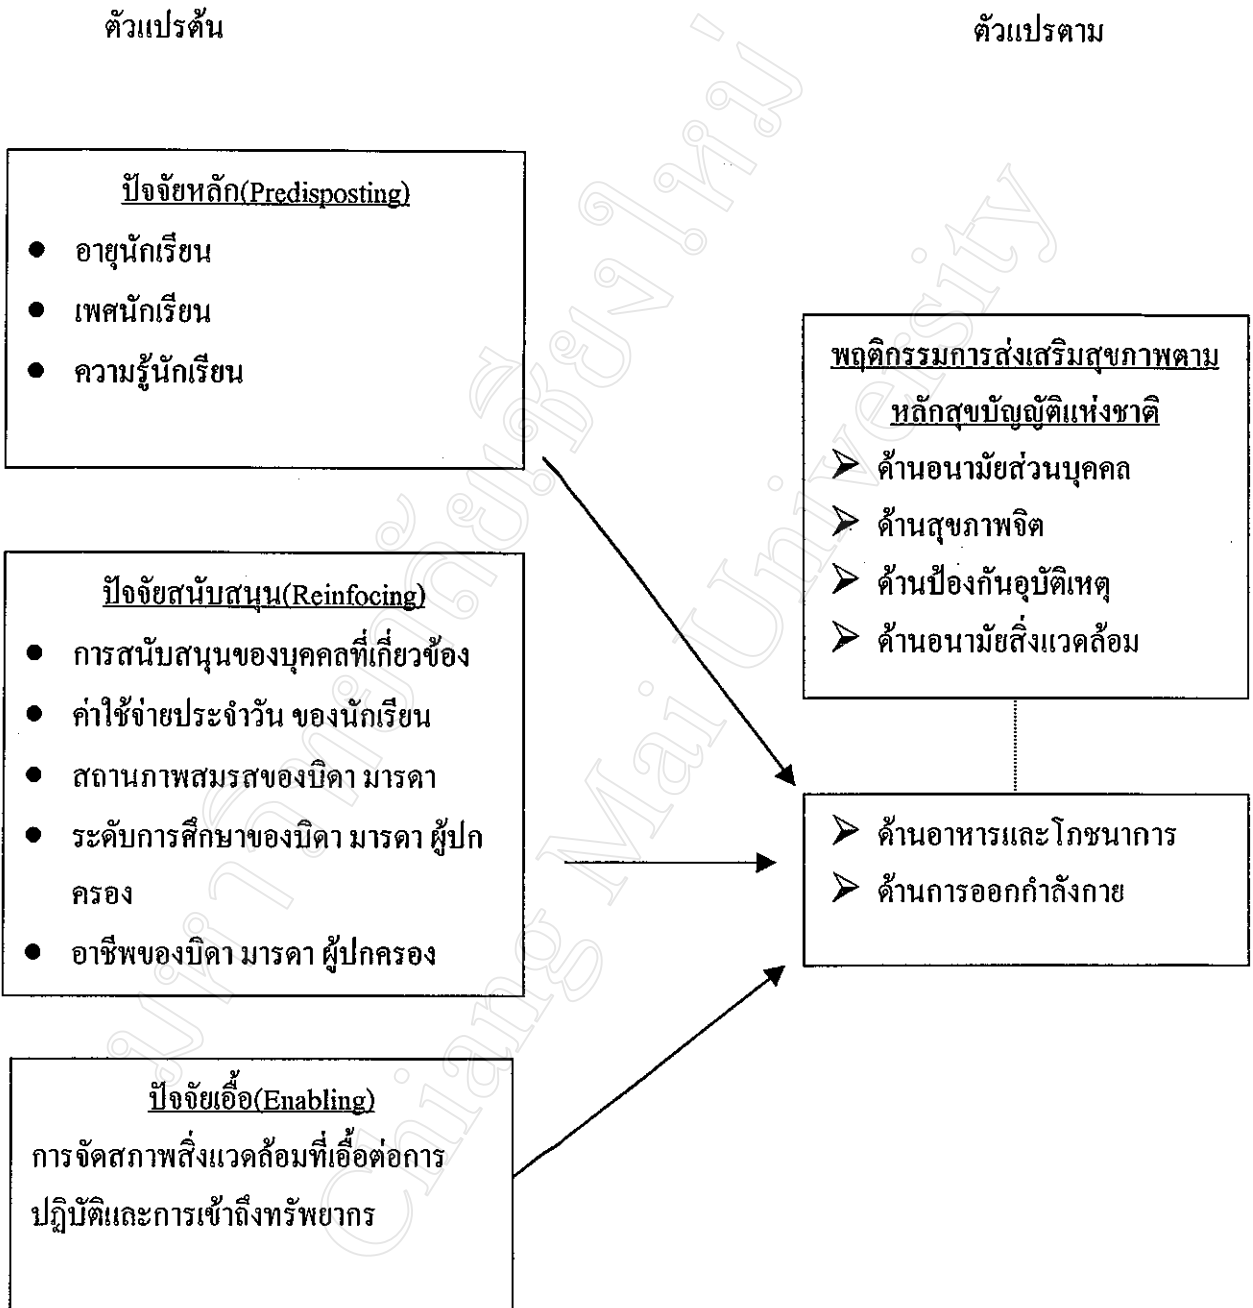 ตัวแปรต้น
ตัวแปรตาม
ปัจจัยหลัก(Predisposting)
● อายุนักเรียน
● เพศนักเรียน
● ความรู้นักเรียน
ปัจจัยสนับสนุน(Reinfocing)
● การสนับสนุนของบุคคลที่เกี่ยวข้อง
● ค่าใช้จ่ายประจำวัน ของนักเรียน
● สถานภาพสมรสของบิดา มารดา
● ระดับการศึกษาของบิดา มารดา ผู้ปก
ครอง
● อาชีพของบิดา มารดา ผู้ปกครอง
ปัจจัยเอื้อ(Enabling)
การจัดสภาพสิ่งแวดล้อมที่เอื้อต่อการ
ปฏิบัติและการเข้าถึงทรัพยากร
พฤติกรรมการส่งเสริมสุขภาพตาม
หลักสุขบัญญัติแห่งชาติ
➢ ด้านอนามัยส่วนบุคคล
➢ ด้านสุขภาพจิต
➢ ด้านป้องกันอุบัติเหตุ
➢ ด้านอนามัยสิ่งแวดล้อม
➢ ด้านอาหารและโภชนาการ
➢ ด้านการออกกำลังกาย
มหาวิทยาลัยเชียงใหม่
Chiang Mai University